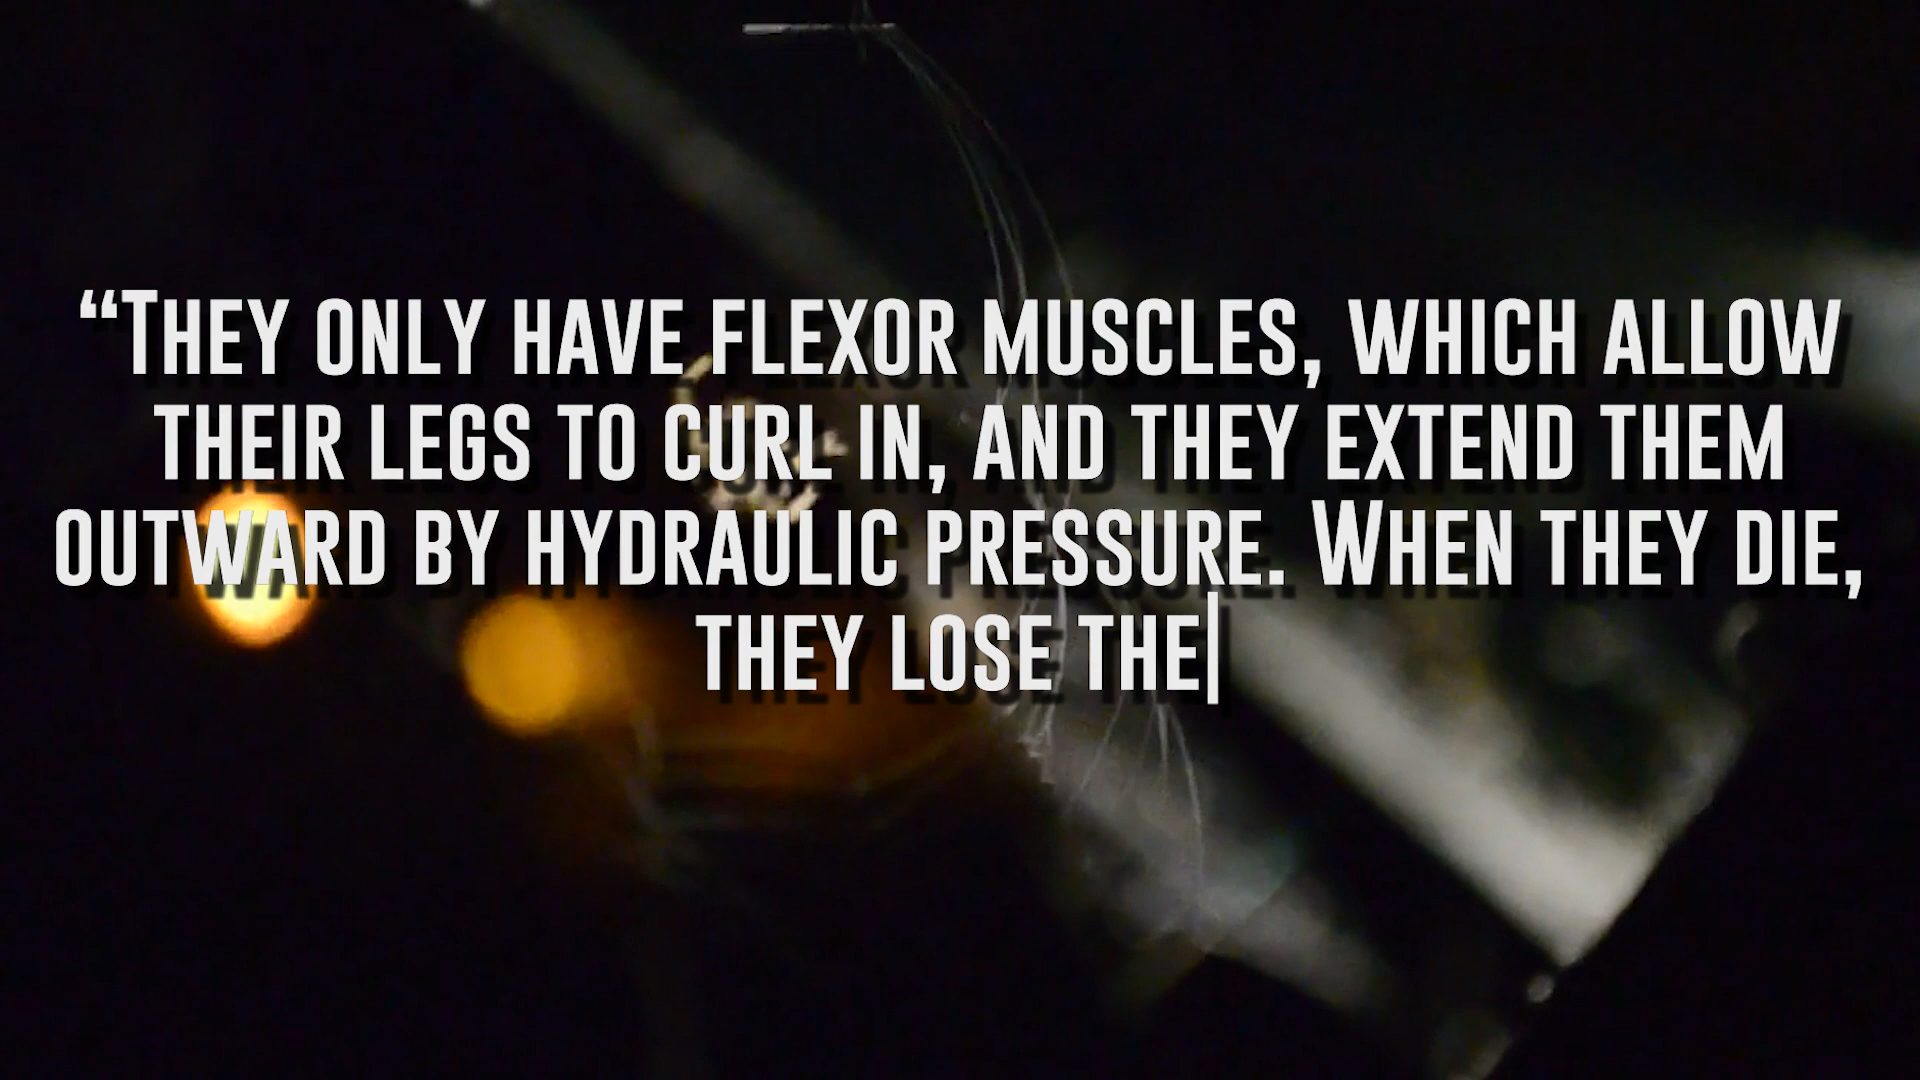 “They only have flexor muscles, which allow
their legs to curl in, and they extend them
outward by hydraulic pressure. When they die,
they lose the